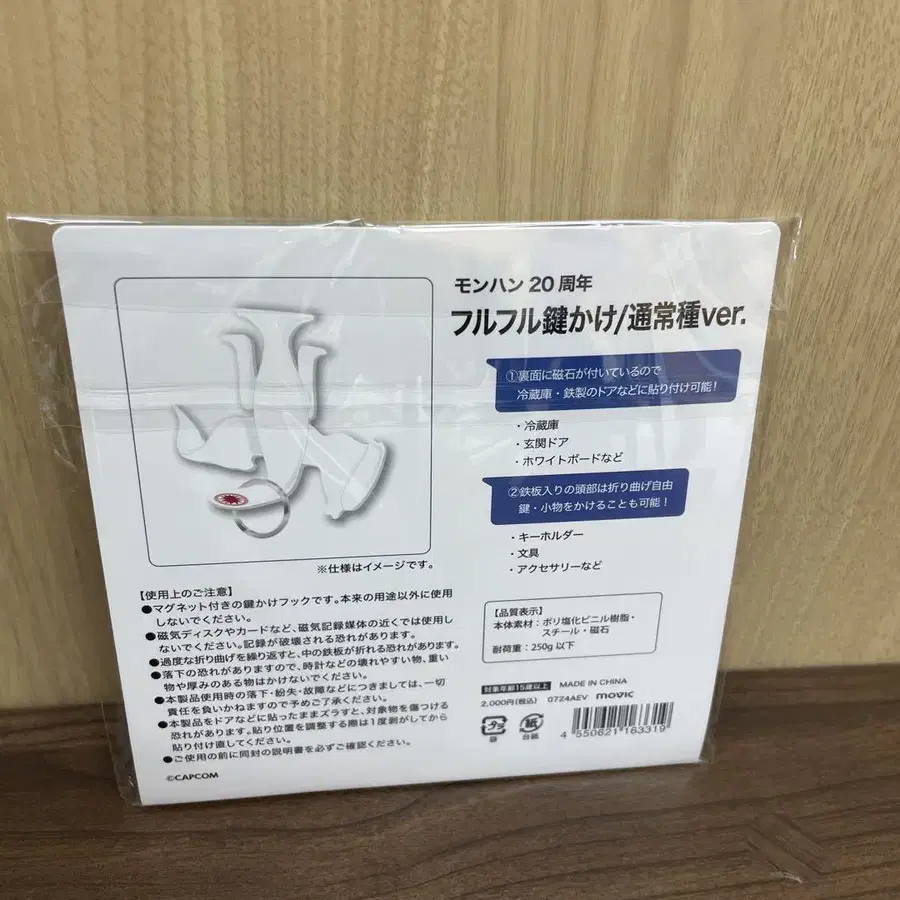 モンハン 20 周年
フルフル鍵かけ/通常種ver.
①裏面に磁石が付いているので
冷蔵庫・鉄製のドアなどに貼り付け可能！
・冷蔵庫
・玄関ドア
・ホワイトボードなど
②鉄板入りの頭部は折り曲げ自由
鍵・小物をかけることも可能！
・キーホルダー
・文具
・アクセサリーなど
※仕様はイメージです。
【使用上のご注意】
●マグネット付きの鍵かけフックです。本来の用途以外に使用
しないでください。
●磁気ディスクやカードなど、磁気記録媒体の近くでは使用し
ないでください。記録が破壊される恐れがあります。
●過度な折り曲げを繰り返すと、中の鉄板が折れる恐れがあります。
●落下の恐れがありますので、時計などの壊れやすい物、重い
物や厚みのある物はかけないでください。
●本製品使用時の落下・紛失・故障などにつきましては、一切
責任を負いかねますので予めご了承ください。
●本製品をドアなどに貼ったままズラすと、対象物を傷つける
恐れがあります。貼り位置を調整する際は1度剥がしてから
貼り付け直してください。
●ご使用の前に同封の説明書を必ずご確認ください。
©CAPCOM
【品質表示】
本体素材：ポリ塩化ビニル樹脂・
スチール・磁石
耐荷重：250g 以下
対象年齢15歳以上 MADE IN CHINA
2,000円(税込) 0724AEV movic
プラ
袋
紙
台紙
4 550621 163319